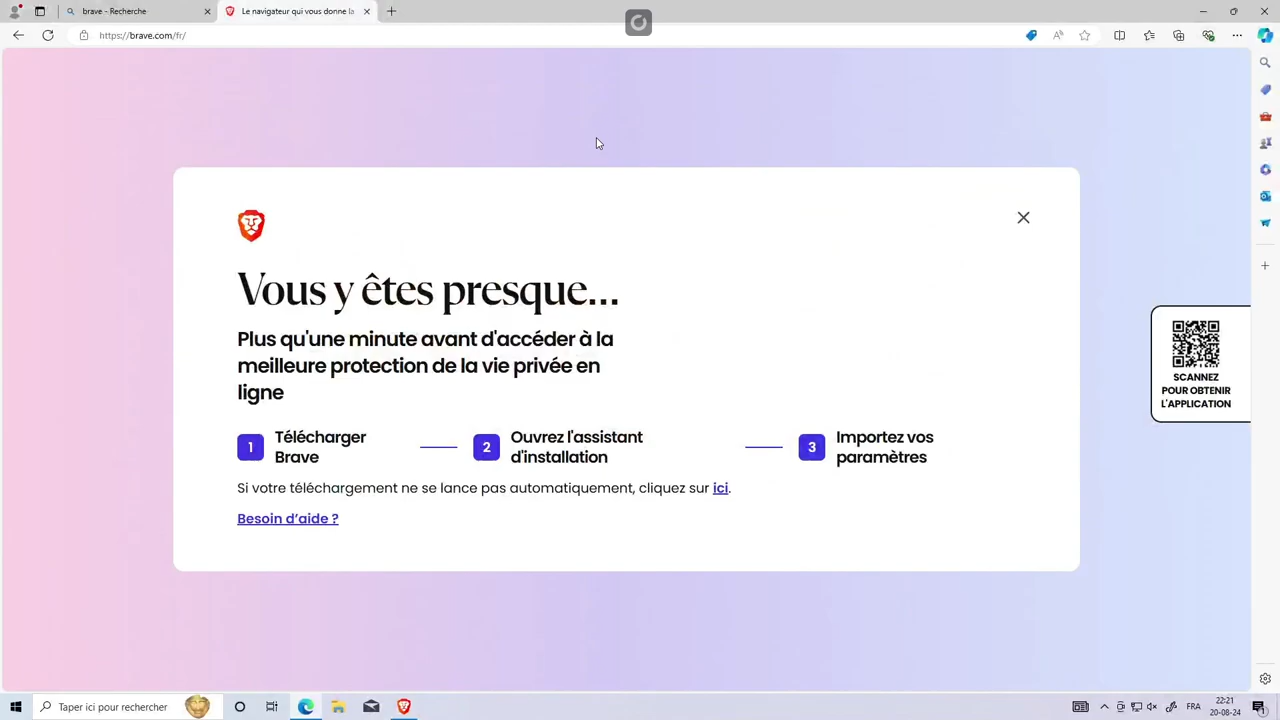 brave - Recherche
Le navigateur qui vous donne la
https://brave.com/fr/
Vous y êtes presque...
Plus qu'une minute avant d'accéder à la
meilleure protection de la vie privée en
ligne
1 Télécharger
Brave
2 Ouvrez l'assistant
d'installation
3 Importez vos
paramètres
Si votre téléchargement ne se lance pas automatiquement, cliquez sur ici.
Besoin d’aide ?
SCANNEZ
POUR OBTENIR
L'APPLICATION
Taper ici pour rechercher
FRA
22:21
20-08-24